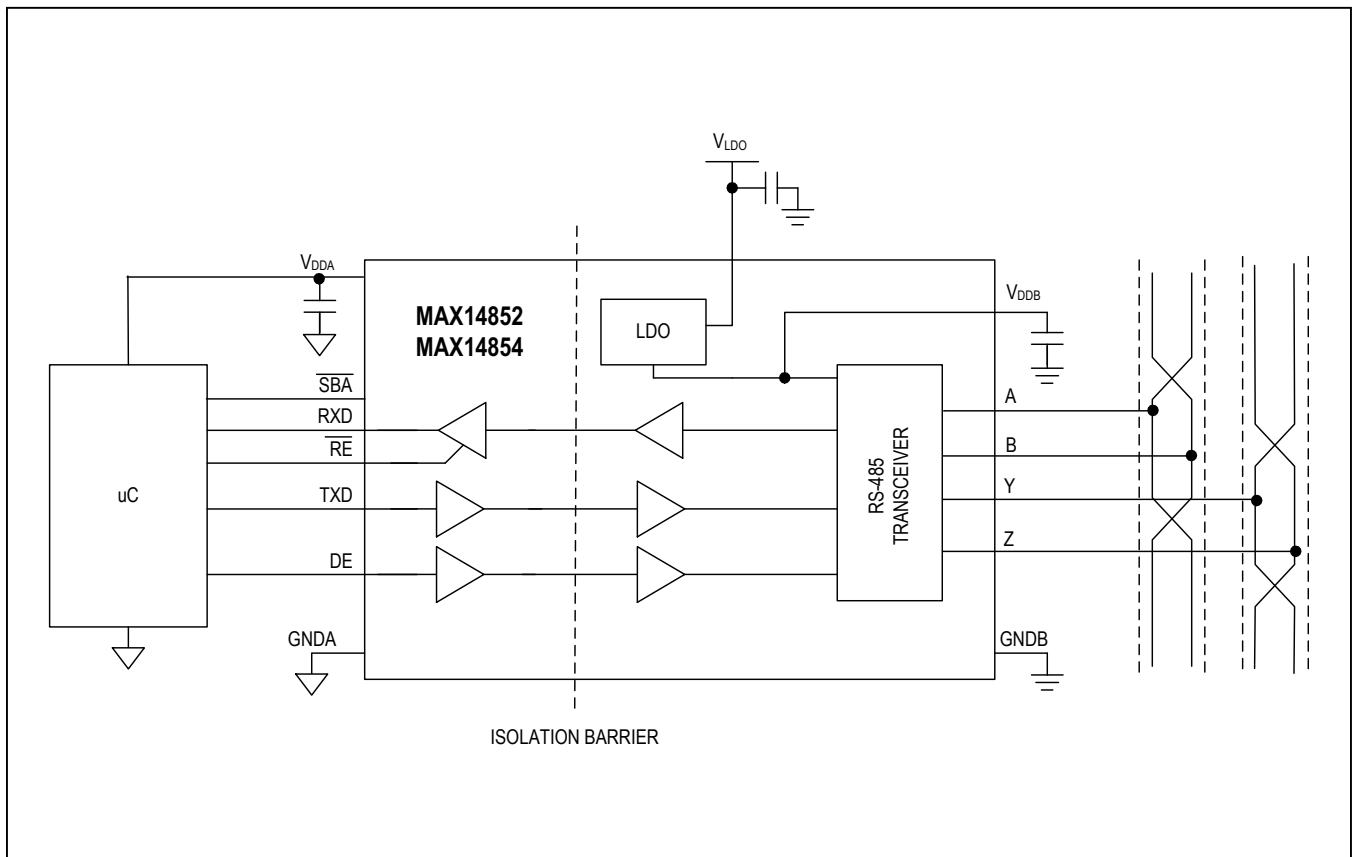 VLDO
VDDA
VDDB
MAX14852
MAX14854
LDO
SBA
RXD
RE
TXD
DE
uC
RS-485
TRANSCEIVER
A
B
Y
Z
GNDA
GNDB
ISOLATION BARRIER